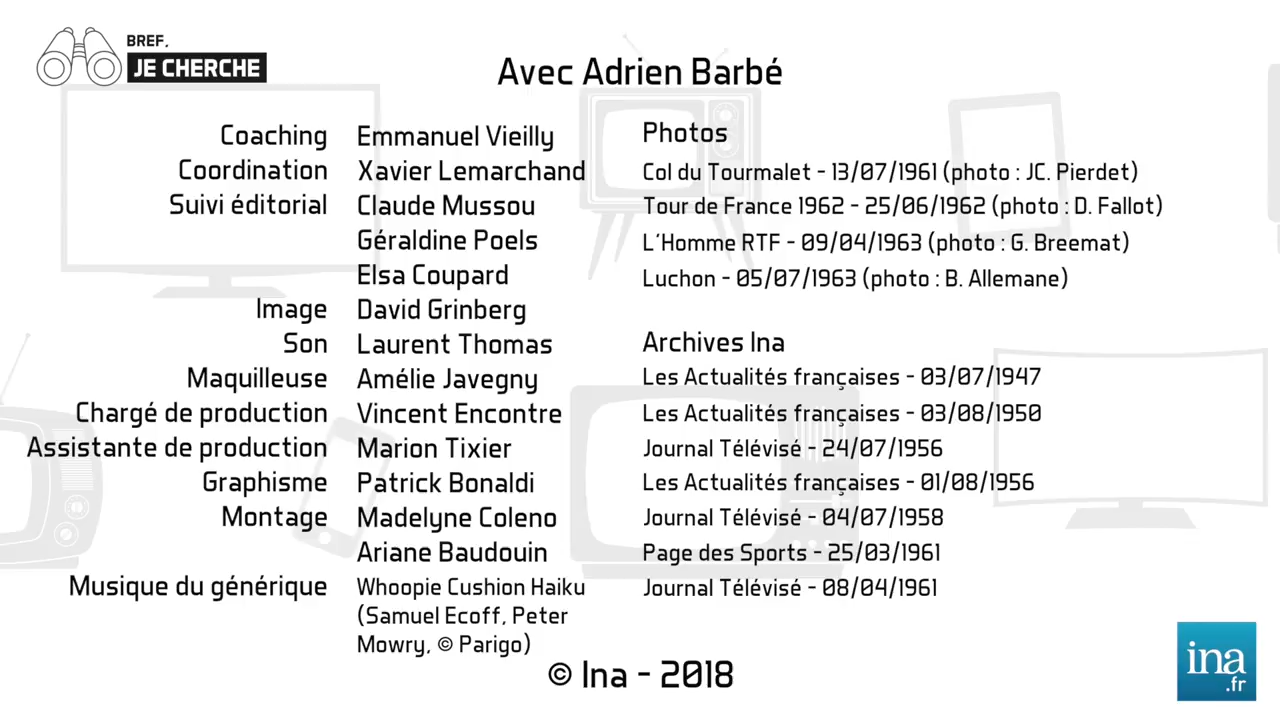 BREF,
JE CHERCHE
Avec Adrien Barbé
Coaching Emmanuel Vieilly
Coordination Xavier Lemarchand
Suivi éditorial Claude Mussou
Géraldine Poels
Elsa Coupard
Image David Grinberg
Son Laurent Thomas
Maquilleuse Amélie Javegny
Chargé de production Vincent Encontre
Assistante de production Marion Tixier
Graphisme Patrick Bonaldi
Montage Madelyne Coleno
Ariane Baudouin
Musique du générique Whoopie Cushion Haiku
(Samuel Ecoff, Peter
Mowry, © Parigo)
Photos
Col du Tourmalet - 13/07/1961 (photo : JC. Pierdet)
Tour de France 1962 - 25/06/1962 (photo : D. Fallot)
L'Homme RTF - 09/04/1963 (photo : G. Breemat)
Luchon - 05/07/1963 (photo : B. Allemane)
Archives Ina
Les Actualités françaises - 03/07/1947
Les Actualités françaises - 03/08/1950
Journal Télévisé - 24/07/1956
Les Actualités françaises - 01/08/1956
Journal Télévisé - 04/07/1958
Page des Sports - 25/03/1961
Journal Télévisé - 08/04/1961
© Ina - 2018
ina
.fr